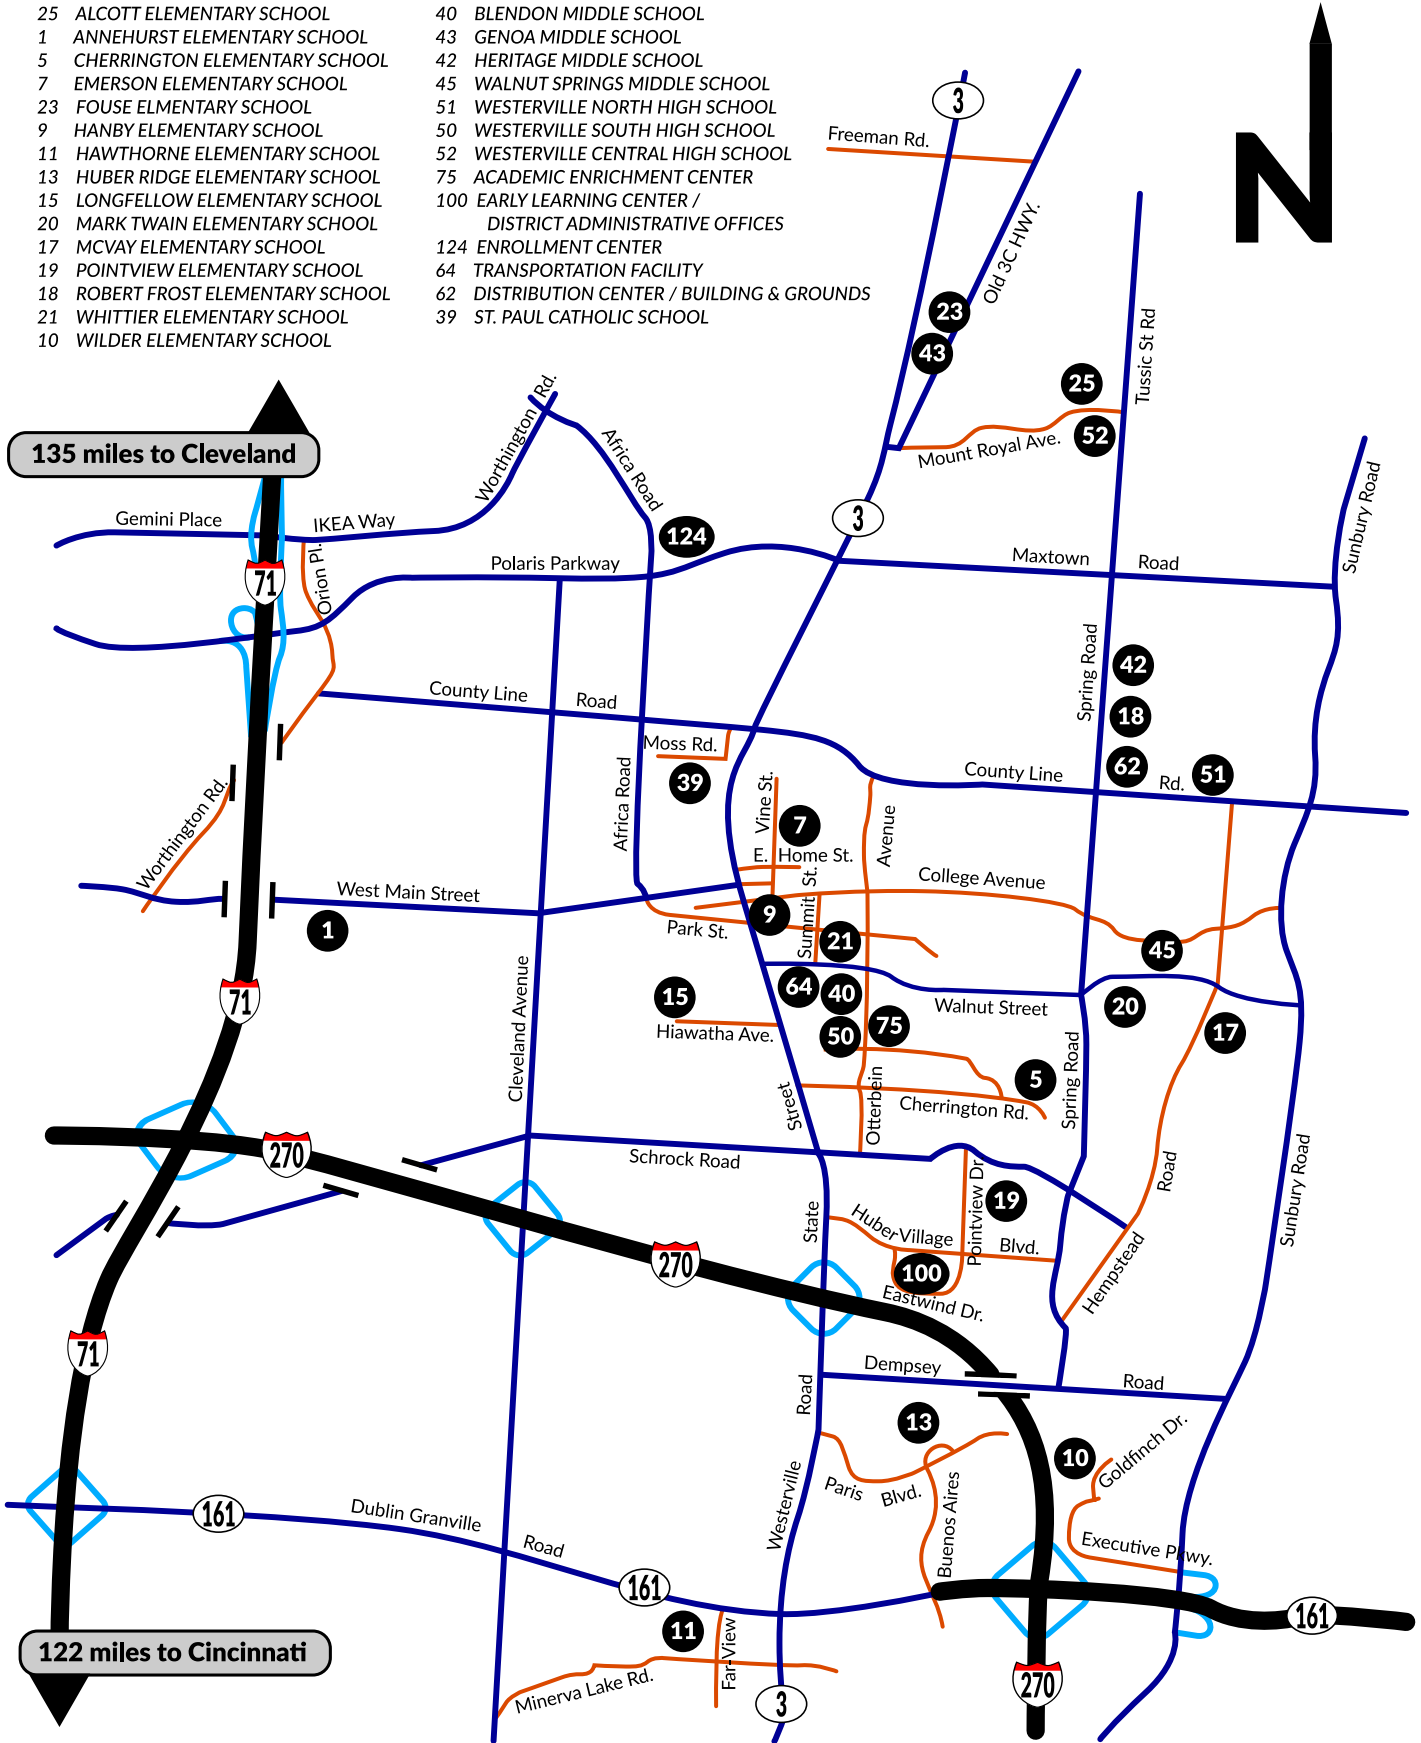 25 ALCOTT ELEMENTARY SCHOOL
1 ANNEHURST ELEMENTARY SCHOOL
5 CHERRINGTON ELEMENTARY SCHOOL
7 EMERSON ELEMENTARY SCHOOL
23 FOUSE ELMENTARY SCHOOL
9 HANBY ELEMENTARY SCHOOL
11 HAWTHORNE ELEMENTARY SCHOOL
13 HUBER RIDGE ELEMENTARY SCHOOL
15 LONGFELLOW ELEMENTARY SCHOOL
20 MARK TWAIN ELEMENTARY SCHOOL
17 MCVAY ELEMENTARY SCHOOL
19 POINTVIEW ELEMENTARY SCHOOL
18 ROBERT FROST ELEMENTARY SCHOOL
21 WHITTIER ELEMENTARY SCHOOL
10 WILDER ELEMENTARY SCHOOL
40 BLENDON MIDDLE SCHOOL
43 GENOA MIDDLE SCHOOL
42 HERITAGE MIDDLE SCHOOL
45 WALNUT SPRINGS MIDDLE SCHOOL
51 WESTERVILLE NORTH HIGH SCHOOL
50 WESTERVILLE SOUTH HIGH SCHOOL
52 WESTERVILLE CENTRAL HIGH SCHOOL
75 ACADEMIC ENRICHMENT CENTER
100 EARLY LEARNING CENTER /
DISTRICT ADMINISTRATIVE OFFICES
124 ENROLLMENT CENTER
64 TRANSPORTATION FACILITY
62 DISTRIBUTION CENTER / BUILDING & GROUNDS
39 ST. PAUL CATHOLIC SCHOOL
N
3
Freeman Rd.
Old 3C HWY.
23
43
Tussic St Rd
25
52
Mount Royal Ave.
135 miles to Cleveland
Worthington Rd.
Africa Road
Gemini Place
IKEA Way
3
124
Sunbury Road
71
Orion Pl.
Polaris Parkway
Maxtown
Road
Spring Road
42
18
62
County Line
Road
Moss Rd.
39
County Line
Rd.
51
Worthington Rd.
Africa Road
Vine St.
7
Avenue
E. Home St.
West Main Street
College Avenue
1
Park St.
9
Summit St.
21
45
71
Cleveland Avenue
15
Hiawatha Ave.
64
40
50
75
Walnut Street
20
17
5
Spring Road
Street
Otterbein
Cherrington Rd.
270
Schrock Road
Pointview Dr
19
Road
Sunbury Road
State
Huber Village
Blvd.
Hempstead
270
100
Eastwind Dr.
71
Dempsey
Road
Road
13
10
Goldfinch Dr.
Paris
Blvd.
Buenos Aires
Westerville
161
Dublin Granville
Road
Executive Pkwy.
161
161
11
Far-View
Minerva Lake Rd.
122 miles to Cincinnati
3
270